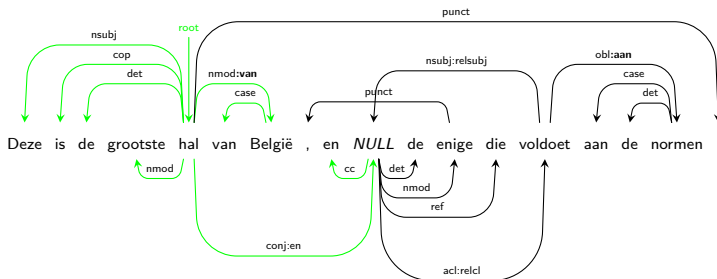 punct
root
nsubj
cop nsubj:relsubj obl:aan
det nmod:van case
case punct det
Deze is de grootste hal van België , en NULL de enige die voldoet aan de normen
nmod cc det
nmod
ref
conj:en
acl:relcl